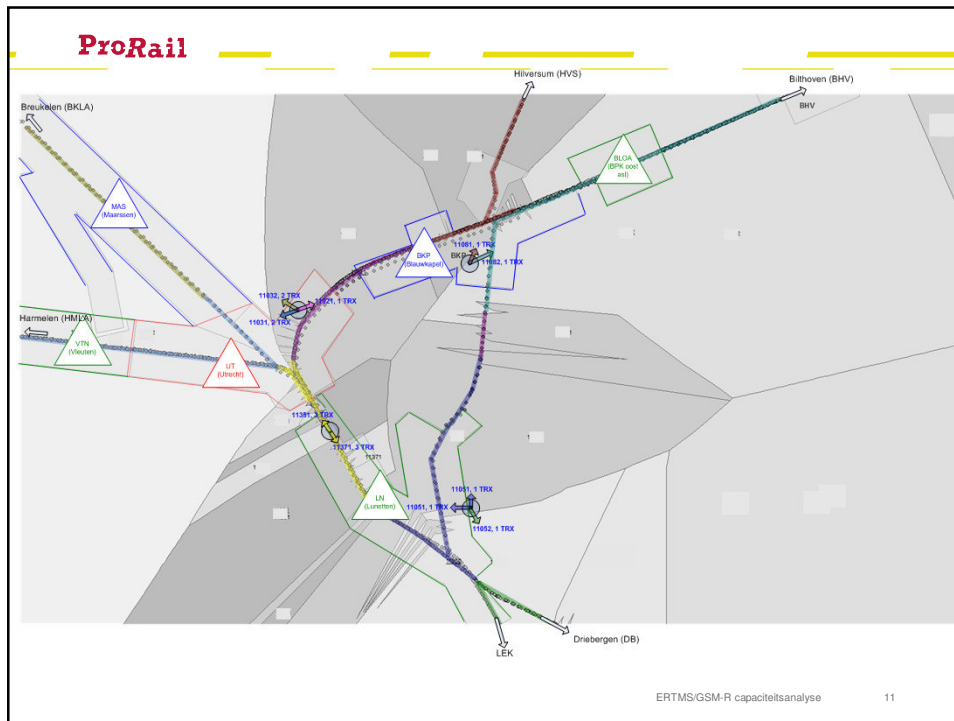 ProRail
Hilversum (HVS)
Bilthoven (BHV)
Breukelen (BKLA)
BHV
BLOA
(BPK oost
asl)
MAS
(Maarssen)
BKP
(Blauwkapel)
BKP
11081, 1 TRX
11082, 1 TRX
11032, 2 TRX
11021, 1 TRX
11031, 2 TRX
Harmelen (HMLA)
VTN
(Vleuten)
UT
(Utrecht)
11371, 3 TRX
11371
LN
(Lunetten)
11051, 1 TRX
11051, 1 TRX
11052, 1 TRX
Driebergen (DB)
LEK
ERTMS/GSM-R capaciteitsanalyse
11